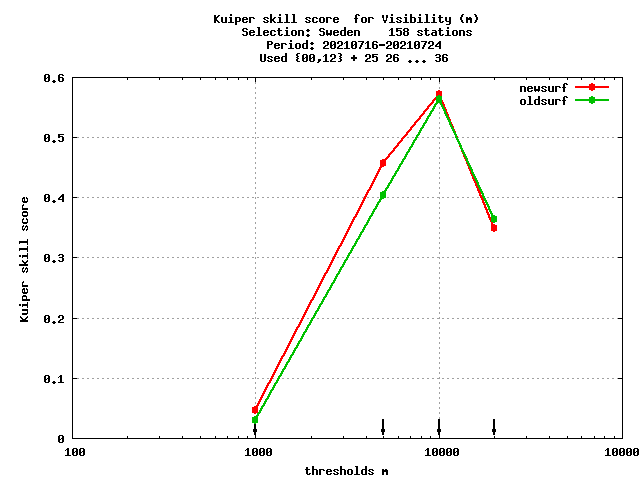 Kuiper skill score  for Visibility (m)
Selection: Sweden    158 stations
Period: 20210716-20210724
Used {00,12} + 25 26 ... 36
newsurf
oldsurf
Kuiper skill score
0.6
0.5
0.4
0.3
0.2
0.1
0
100
1000
10000
10000
thresholds m